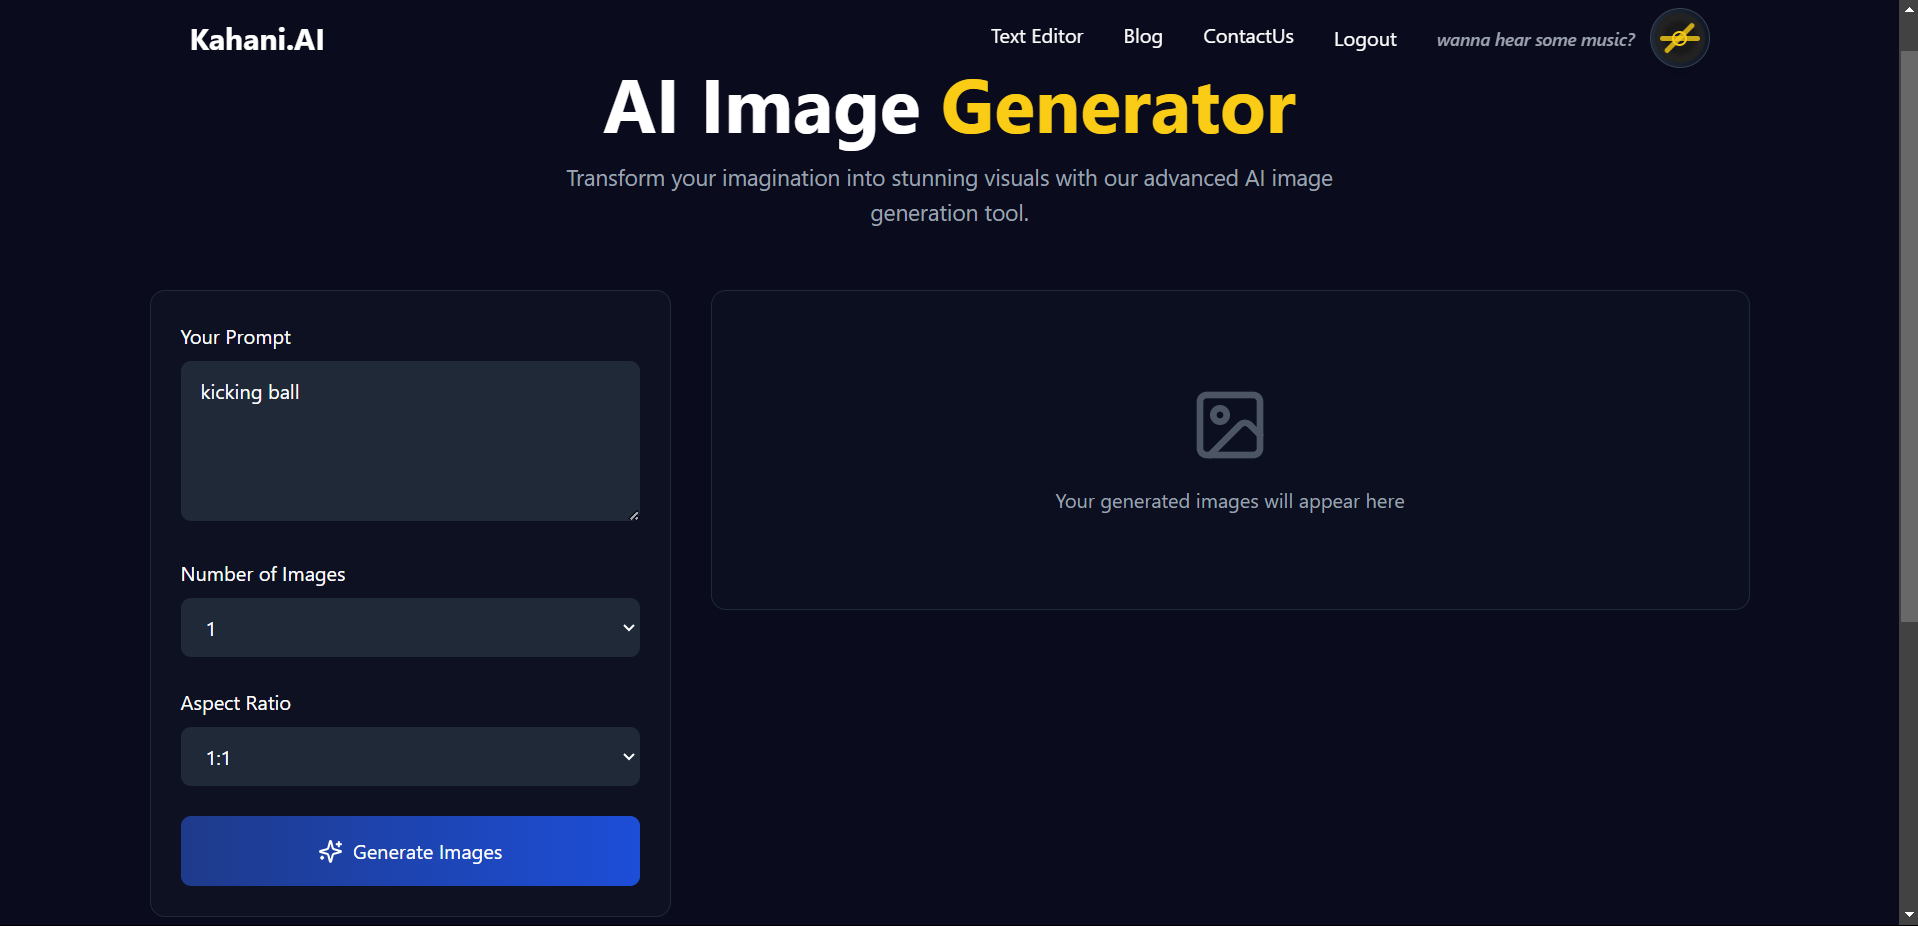 Kahani.AI
Text Editor
Blog
ContactUs
Logout
wanna hear some music?
AI Image Generator
Transform your imagination into stunning visuals with our advanced AI image
generation tool.
Your Prompt
kicking ball
Number of Images
1
Aspect Ratio
1:1
Generate Images
Your generated images will appear here